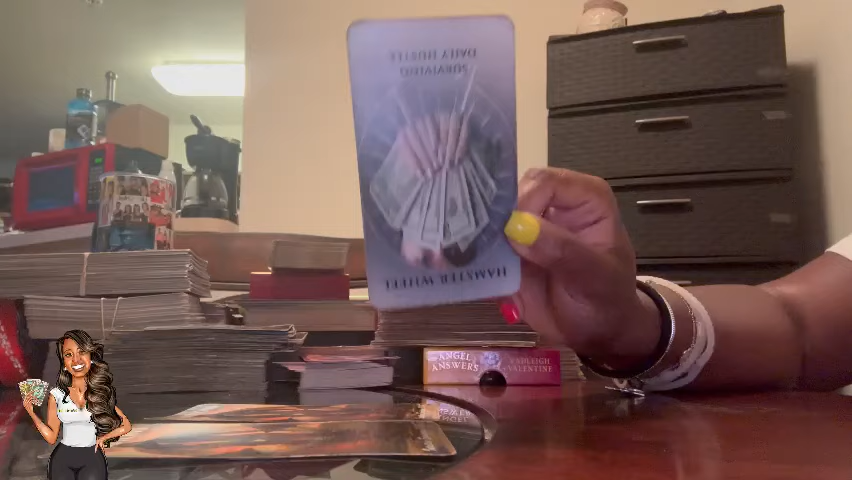 HAMSTER WHEEL
SURVIVING
DAILY HUSTLE
ANGEL
ANSWERS
RADLEIGH
VALENTINE